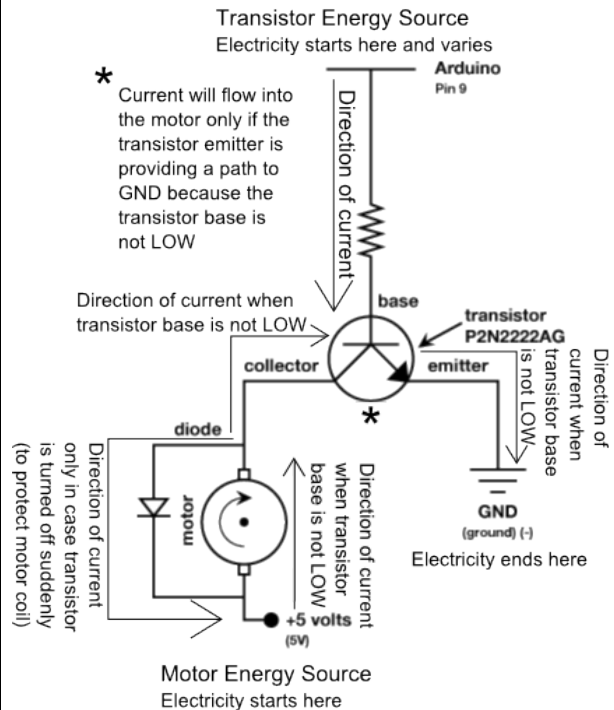 Transistor Energy Source
Electricity starts here and varies
Arduino
Pin 9
*
Current will flow into
the motor only if the
transistor emitter is
providing a path to
GND because the
transistor base is
not LOW
Direction of current
base
Direction of current when
transistor base is not LOW
transistor
P2N2222AG
collector
emitter
Direction of
current when
transistor base
is not LOW
*
diode
motor
Direction of current
only in case transistor
is turned off suddenly
(to protect motor coil)
Direction of current
when transistor
base is not LOW
GND
(ground) (-)
Electricity ends here
+5 volts
(5V)
Motor Energy Source
Electricity starts here